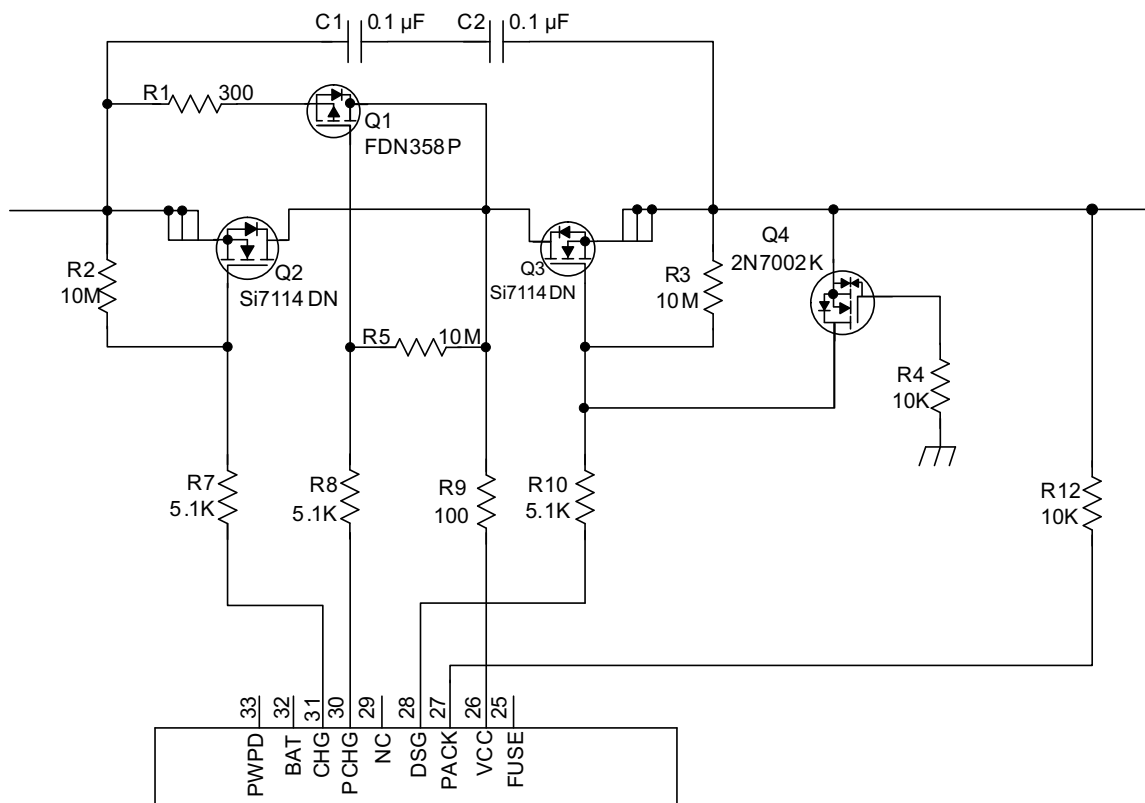 C1 0.1 µF C2 0.1 µF
R1 300
Q1
FDN358P
Q2
Si7114DN
R2
10M
Q3
Si7114DN
R3
10M
Q4
2N7002K
R5 10M
R4
10K
R7
5.1K
R8
5.1K
R9
100
R10
5.1K
R12
10K
33
32
31
30
29
28
27
26
25
PWPD
BAT
CHG
PCHG
NC
DSG
PACK
VCC
FUSE